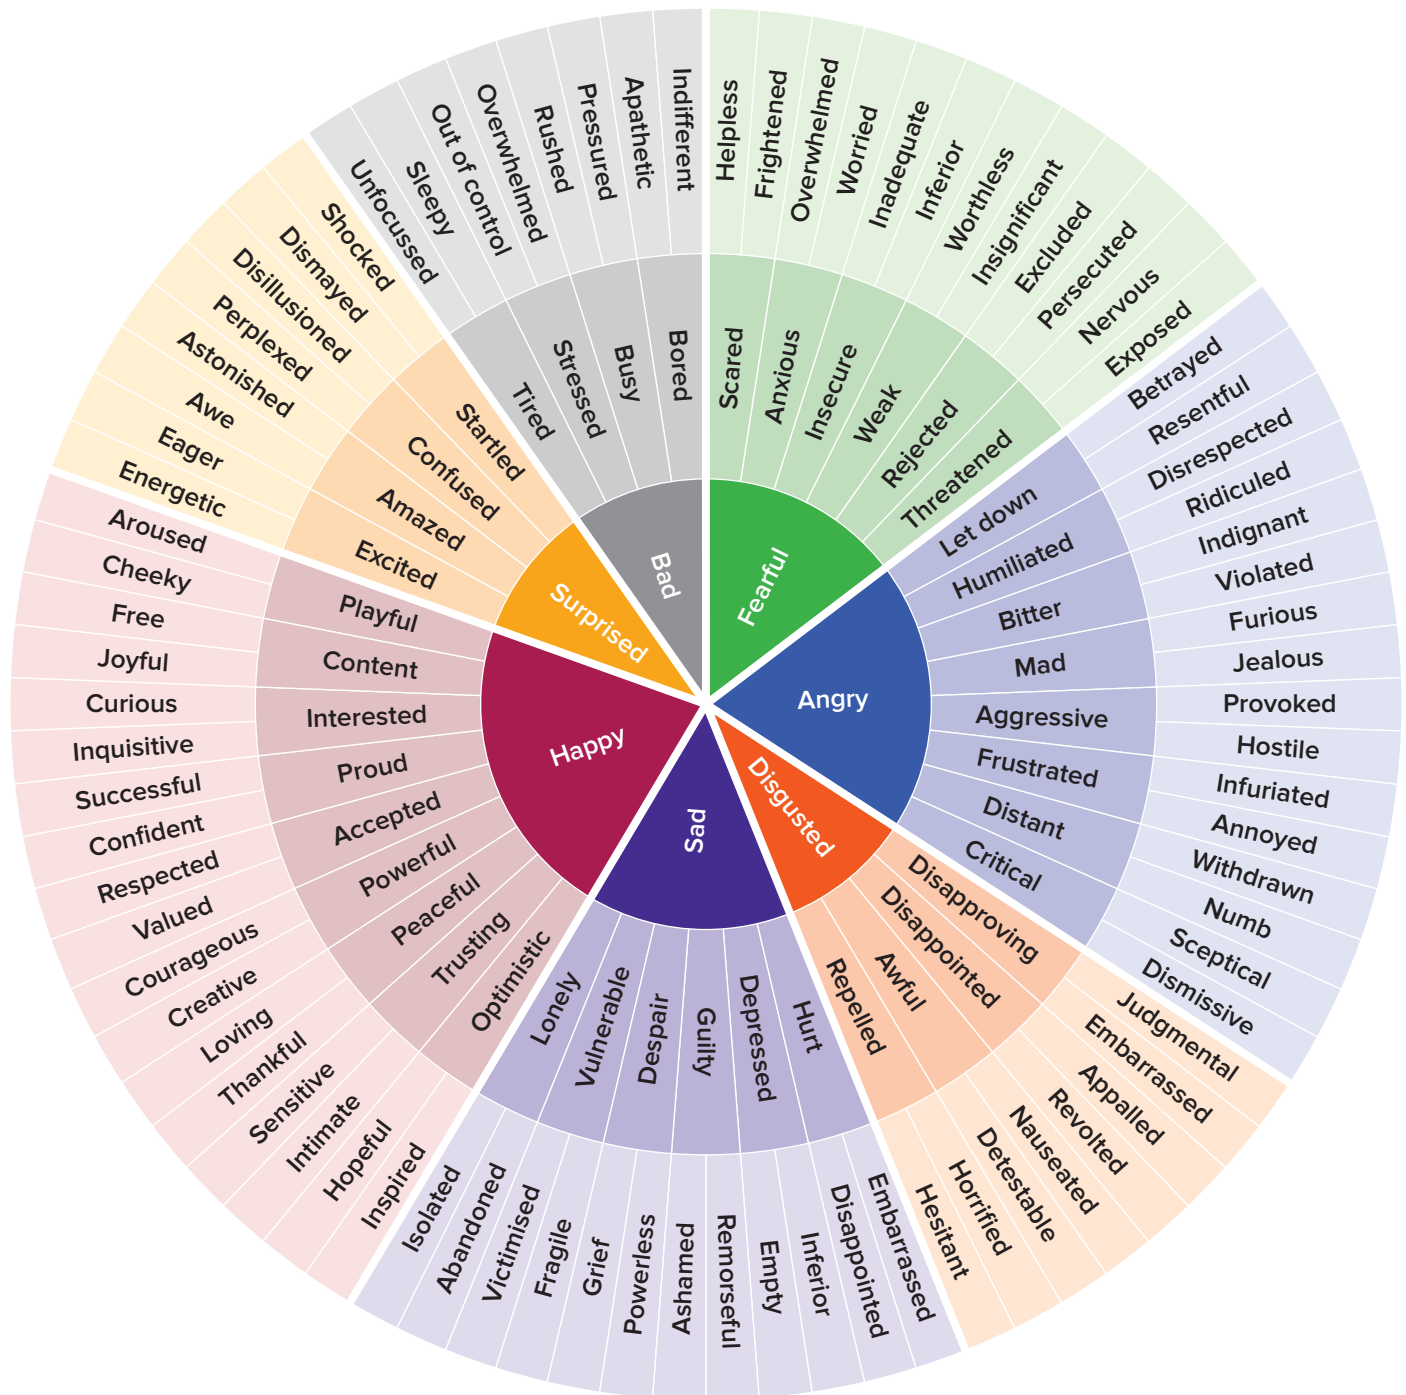 Fearful
Angry
Disgusted
Sad
Happy
Surprised
Bad
Scared
Anxious
Insecure
Weak
Rejected
Threatened
Let down
Humiliated
Bitter
Mad
Aggressive
Frustrated
Distant
Critical
Disapproving
Disappointed
Awful
Repelled
Hurt
Depressed
Guilty
Despair
Vulnerable
Lonely
Optimistic
Trusting
Peaceful
Powerful
Accepted
Proud
Interested
Content
Playful
Excited
Amazed
Confused
Startled
Tired
Stressed
Busy
Bored
Helpless
Frightened
Overwhelmed
Worried
Inadequate
Inferior
Worthless
Insignificant
Excluded
Persecuted
Nervous
Exposed
Betrayed
Resentful
Disrespected
Ridiculed
Indignant
Violated
Furious
Jealous
Provoked
Hostile
Infuriated
Annoyed
Withdrawn
Numb
Sceptical
Dismissive
Judgmental
Embarrassed
Appalled
Revolted
Nauseated
Detestable
Horrified
Hesitant
Embarrassed
Disappointed
Inferior
Empty
Remorseful
Ashamed
Powerless
Grief
Fragile
Victimised
Abandoned
Isolated
Inspired
Hopeful
Intimate
Sensitive
Thankful
Loving
Creative
Courageous
Valued
Respected
Confident
Successful
Inquisitive
Curious
Joyful
Free
Cheeky
Aroused
Energetic
Eager
Awe
Astonished
Perplexed
Disillusioned
Dismayed
Shocked
Unfocussed
Sleepy
Out of control
Overwhelmed
Rushed
Pressured
Apathetic
Indifferent